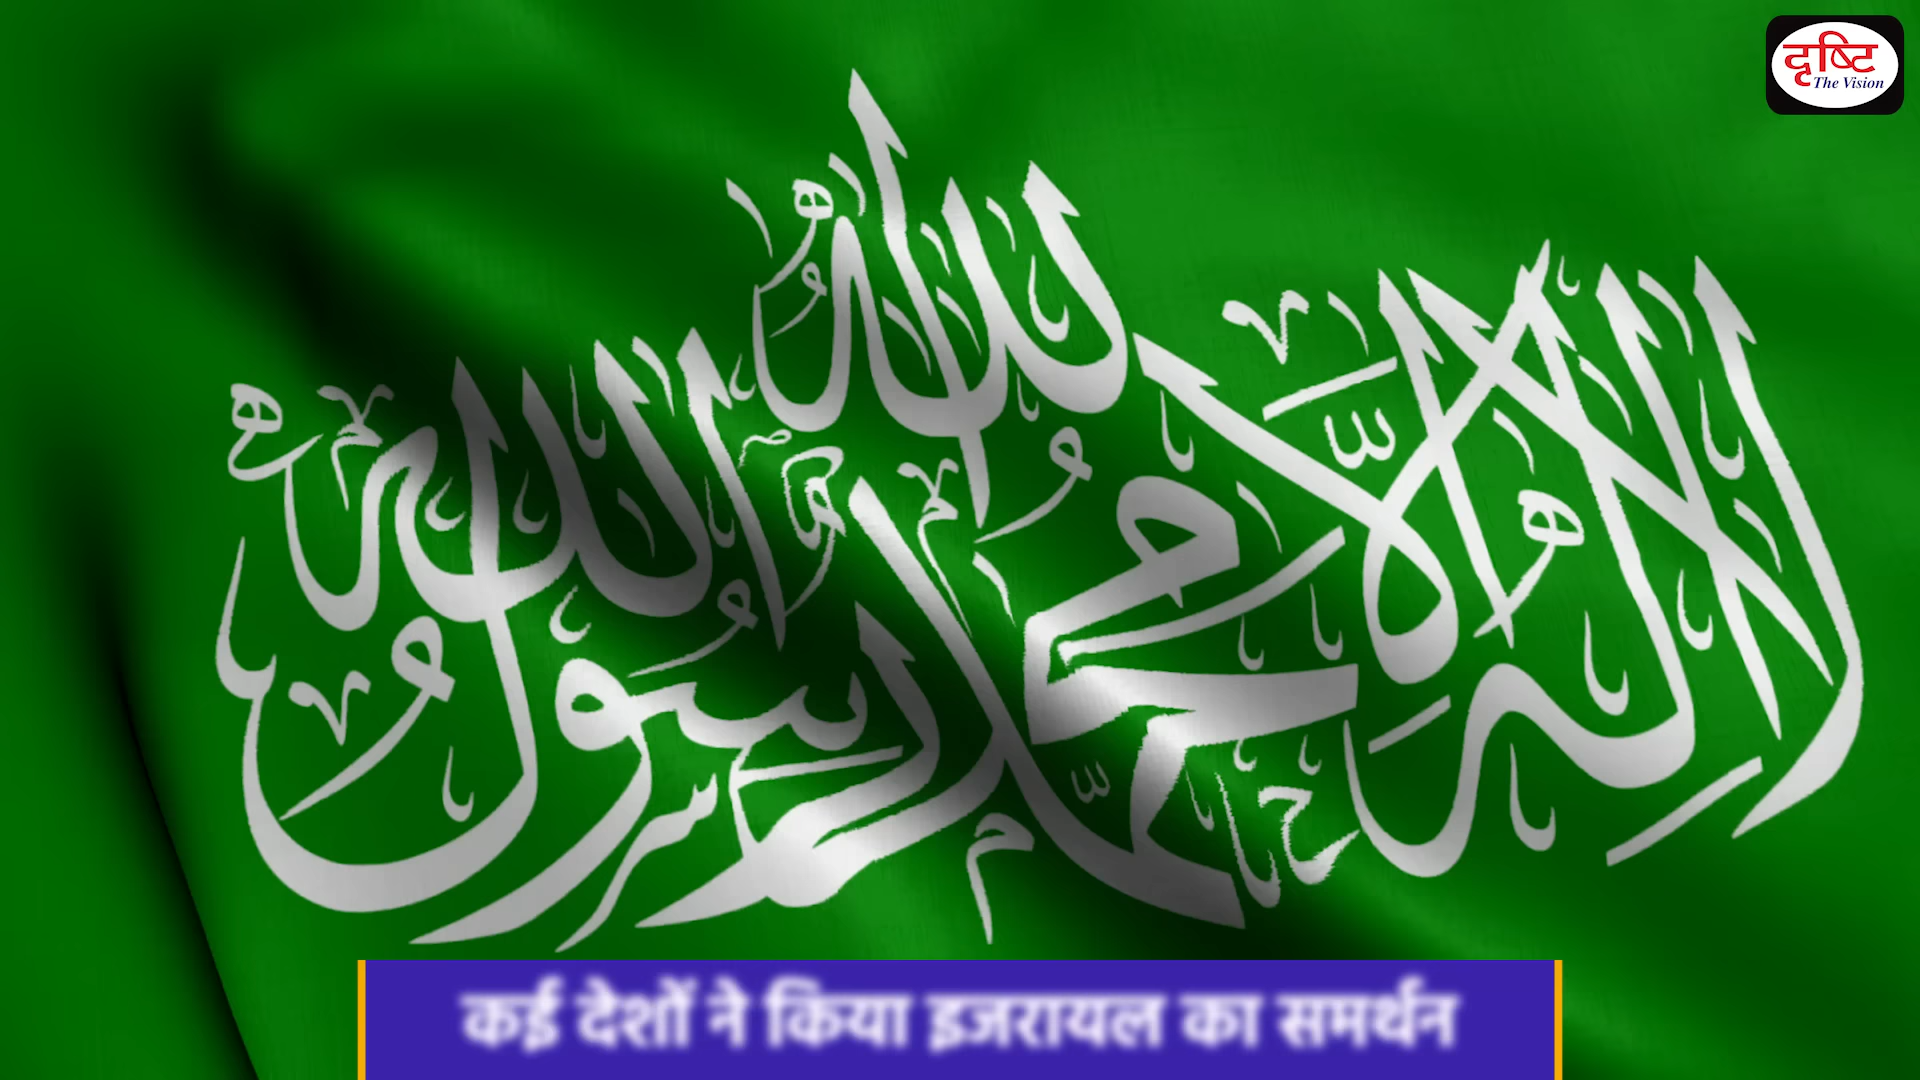 दृष्टि
The Vision
لا إله إلا الله محمد رسول الله
कई देशों ने किया इजरायल का समर्थन